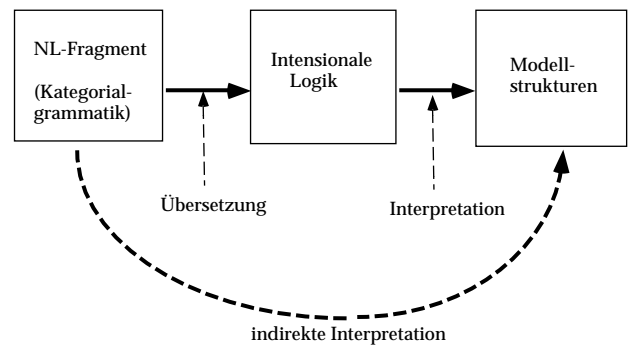 NL-Fragment
(Kategorial-
grammatik)
Intensionale
Logik
Modell-
strukturen
Übersetzung
Interpretation
indirekte Interpretation